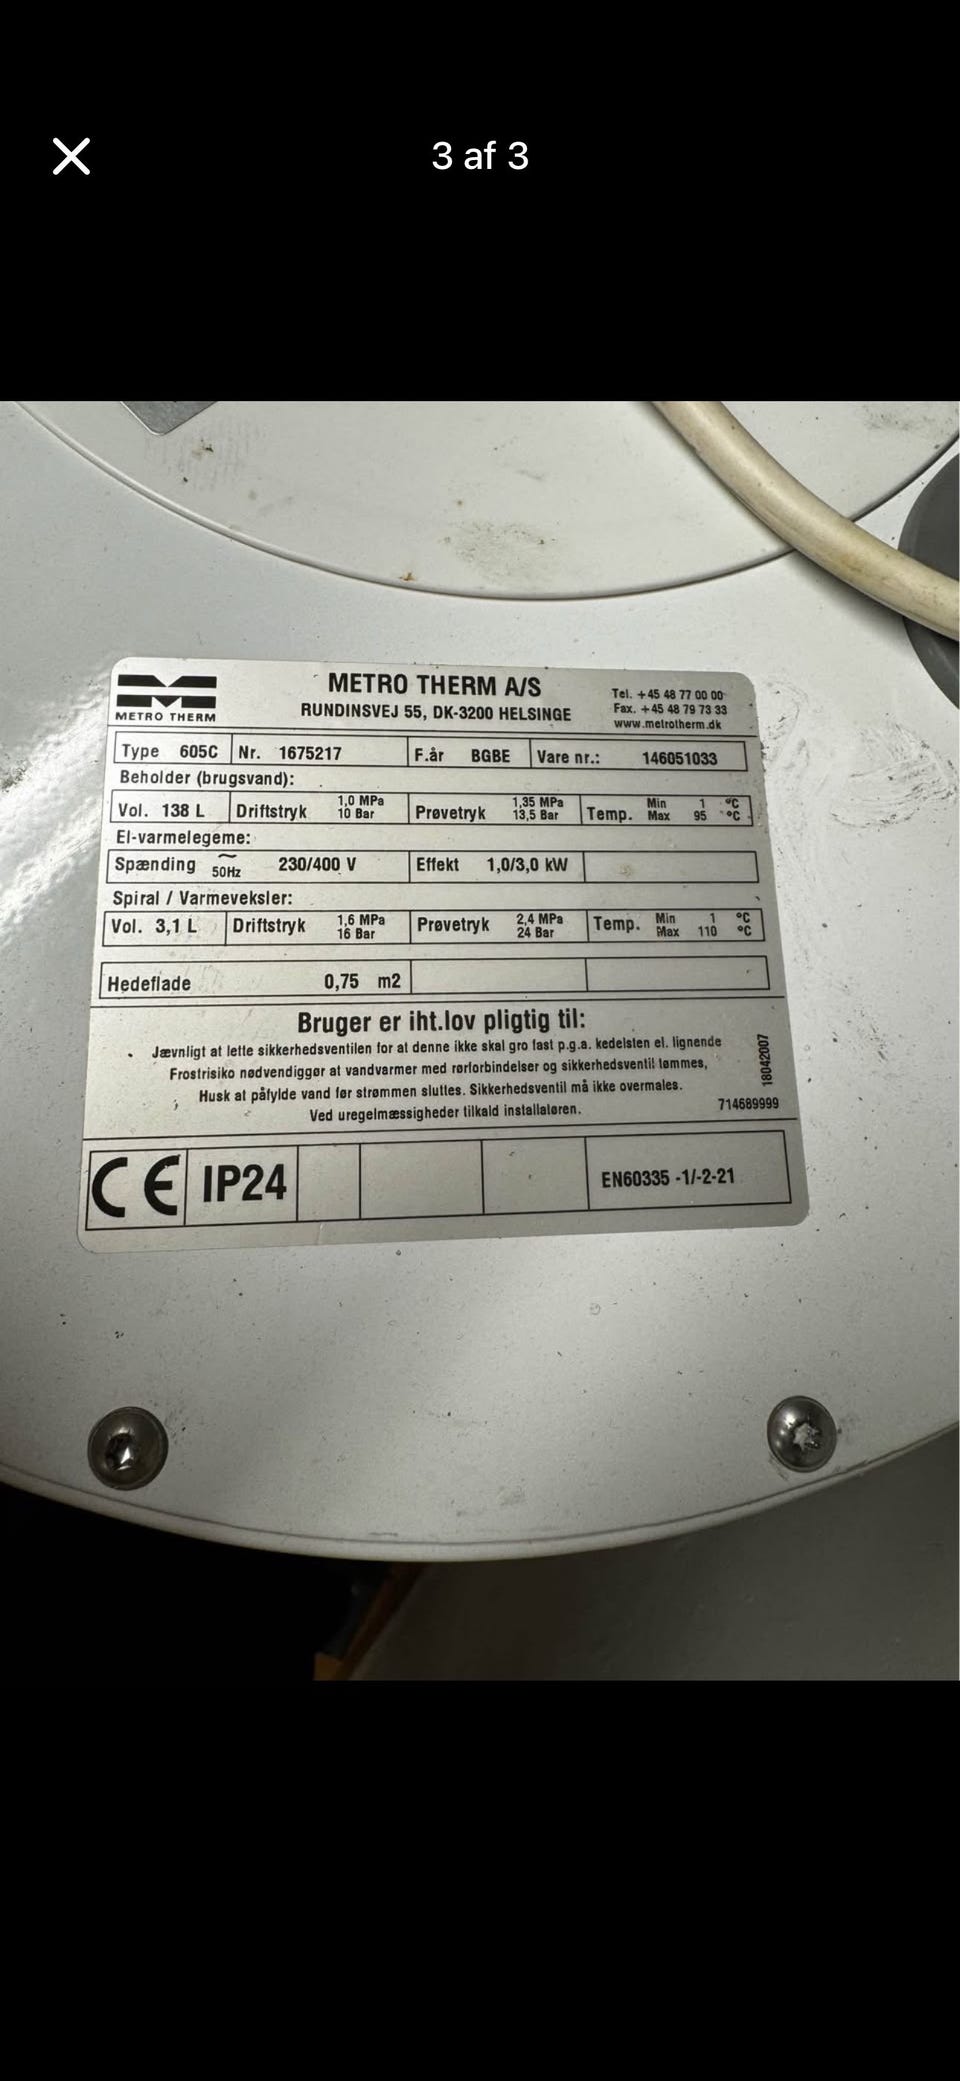 3 af 3
METRO THERM A/S
RUNDINSVEJ 55, DK-3200 HELSINGE
Tel. +45 48 77 00 00
Fax. +45 48 79 73 33
www.metrotherm.dk
METRO THERM
Type 605C Nr. 1675217 F.år BGBE Vare nr.: 146051033
Beholder (brugsvand):
Vol. 138 L Driftstryk 1,0 MPa 10 Bar Prøvetryk 1,35 MPa 13,5 Bar Temp. Min 1 °C Max 95 °C
El-varmelegeme:
Spænding 50Hz 230/400 V Effekt 1,0/3,0 kW
Spiral / Varmeveksler:
Vol. 3,1 L Driftstryk 1,6 MPa 16 Bar Prøvetryk 2,4 MPa 24 Bar Temp. Min 1 °C Max 110 °C
Hedeflade 0,75 m2
Bruger er iht.lov pligtig til:
Jævnligt at lette sikkerhedsventilen for at denne ikke skal gro fast p.g.a. kedelsten el. lignende
Frostrisiko nødvendiggør at vandvarmer med rørforbindelser og sikkerhedsventil tømmes,
Husk at påfylde vand før strømmen sluttes. Sikkerhedsventil må ikke overmales.
Ved uregelmæssigheder tilkald installatøren.
18042007
714689999
CE IP24 EN60335 -1/-2-21